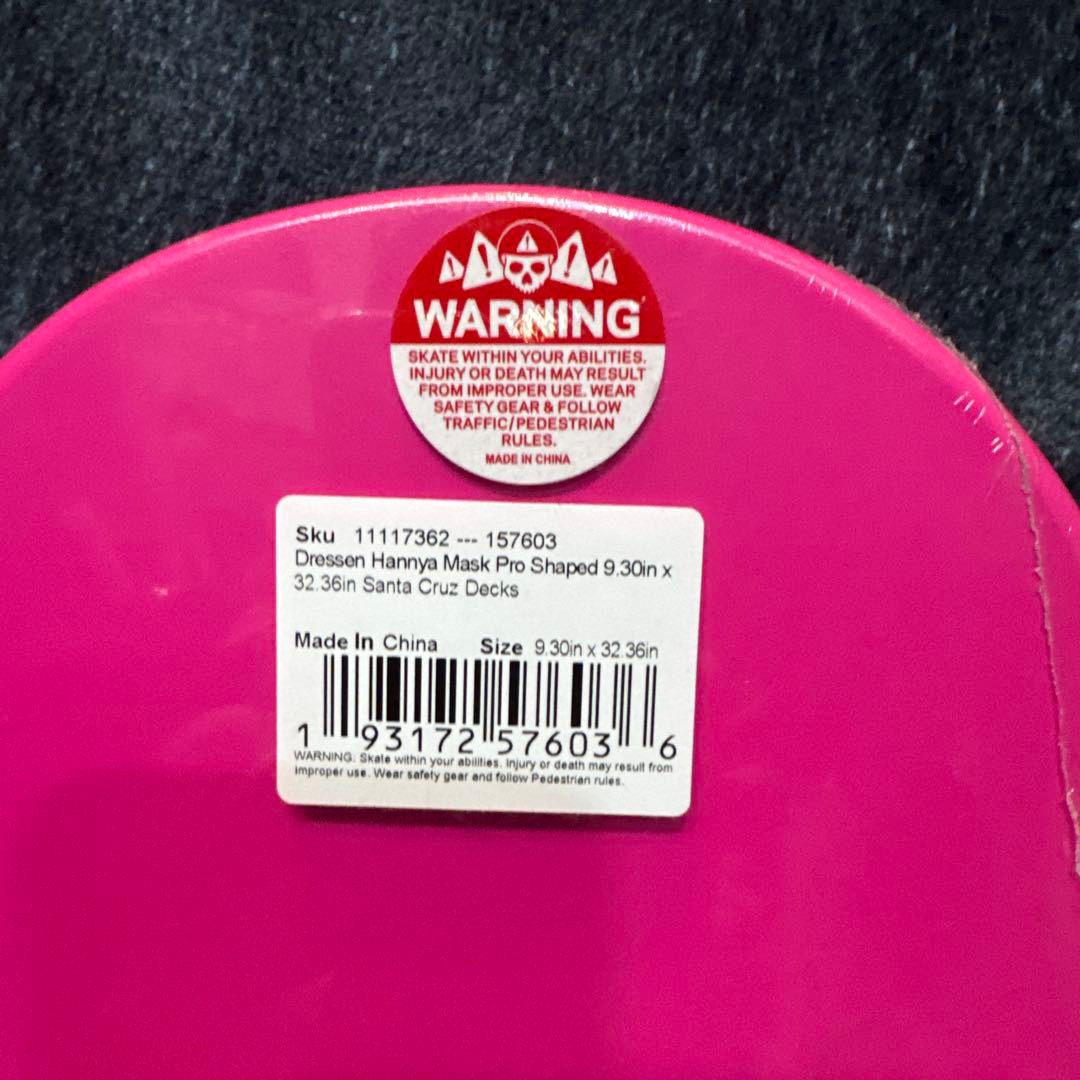 WARNING
SKATE WITHIN YOUR ABILITIES.
INJURY OR DEATH MAY RESULT
FROM IMPROPER USE. WEAR
SAFETY GEAR & FOLLOW
TRAFFIC/PEDESTRIAN
RULES.
MADE IN CHINA
Sku 11117362 --- 157603
Dressen Hannya Mask Pro Shaped 9.30in x
32.36in Santa Cruz Decks
Made In China Size 9.30in x 32.36in
1 93172 57603 6
WARNING: Skate within your abilities. Injury or death may result from
improper use. Wear safety gear and follow Pedestrian rules.